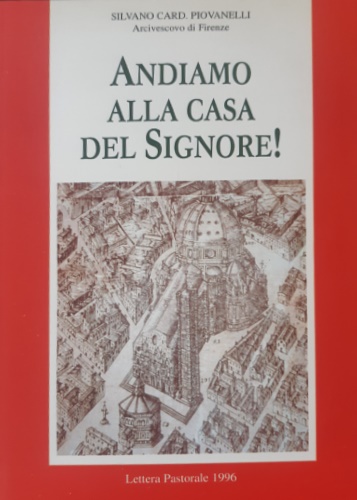 SILVANO CARD. PIOVANELLI
Arcivescovo di Firenze
ANDIAMO
ALLA CASA
DEL SIGNORE!
Lettera Pastorale 1996